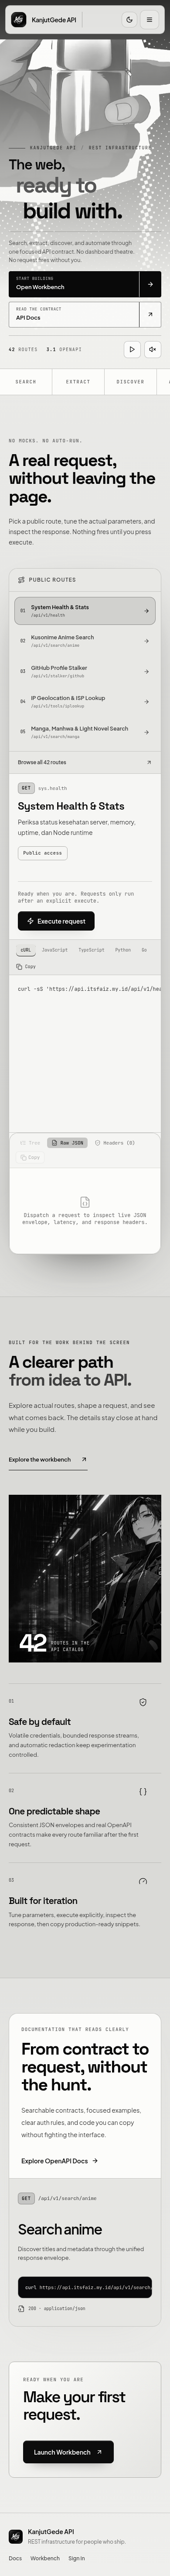 KanjutGede API
KANJUTGEDE API / REST INFRASTRUCTURE
The web,
ready to
build with.
Search, extract, discover, and automate through
one focused API contract. No dashboard theatre.
No request fires without you.
START BUILDING
Open Workbench
READ THE CONTRACT
API Docs
42 ROUTES 3.1 OPENAPI
SEARCH EXTRACT DISCOVER
NO MOCKS. NO AUTO-RUN.
A real request,
without leaving the
page.
Pick a public route, tune the actual parameters, and
inspect the response. Nothing fires until you press
execute.
PUBLIC ROUTES
01 System Health & Stats
/api/v1/health
02 Kusonime Anime Search
/api/v1/search/anime
03 GitHub Profile Stalker
/api/v1/stalker/github
04 IP Geolocation & ISP Lookup
/api/v1/tools/iplookup
05 Manga, Manhwa & Light Novel Search
/api/v1/search/manga
Browse all 42 routes
GET sys.health
System Health & Stats
Periksa status kesehatan server, memory,
uptime, dan Node runtime
Public access
Ready when you are. Requests only run
after an explicit execute.
Execute request
cURL JavaScript TypeScript Python Go
Copy
curl -sS 'https://api.itsfaiz.my.id/api/v1/hea
Tree Raw JSON Headers (0)
Copy
Dispatch a request to inspect live JSON
envelope, latency, and response headers.
BUILT FOR THE WORK BEHIND THE SCREEN
A clearer path
from idea to API.
Explore actual routes, shape a request, and see
what comes back. The details stay close at hand
while you build.
Explore the workbench
42 ROUTES IN THE
API CATALOG
01
Safe by default
Volatile credentials, bounded response streams,
and automatic redaction keep experimentation
controlled.
02
One predictable shape
Consistent JSON envelopes and real OpenAPI
contracts make every route familiar after the first
request.
03
Built for iteration
Tune parameters, execute explicitly, inspect the
response, then copy production-ready snippets.
DOCUMENTATION THAT READS CLEARLY
From contract to
request, without
the hunt.
Searchable contracts, focused examples,
clear auth rules, and code you can copy
without fighting the interface.
Explore OpenAPI Docs
GET /api/v1/search/anime
Search anime
Discover titles and metadata through the unified
response envelope.
curl https://api.itsfaiz.my.id/api/v1/search/
200 · application/json
READY WHEN YOU ARE
Make your first
request.
Launch Workbench
KanjutGede API
REST infrastructure for people who ship.
Docs Workbench Sign in